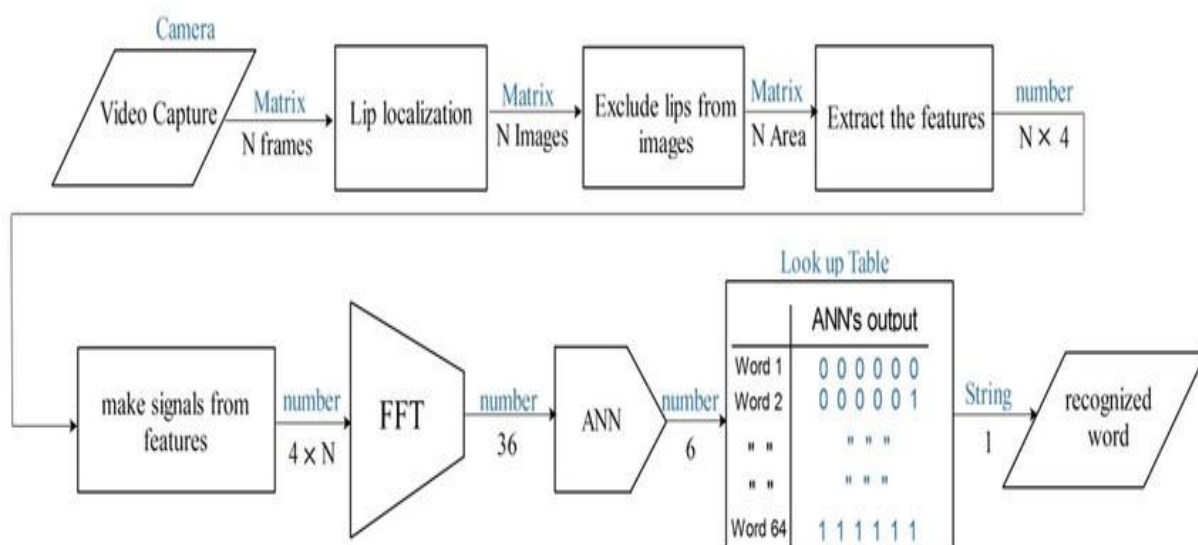 Camera
Video Capture
Matrix
N frames
Lip localization
Matrix
N Images
Exclude lips from
images
Matrix
N Area
Extract the features
number
N × 4
make signals from
features
number
4 × N
FFT
number
36
ANN
number
6
Look up Table
ANN's output
Word 1 0 0 0 0 0 0
Word 2 0 0 0 0 0 1
" " " " "
" " " " "
Word 64 1 1 1 1 1 1
String
1
recognized
word